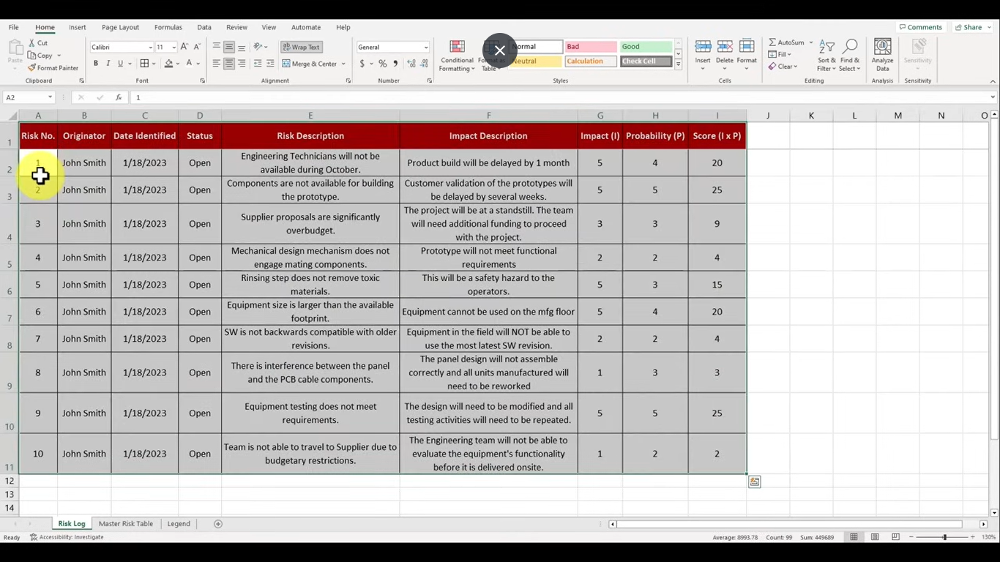 File Home Insert Page Layout Formulas Data Review View Automate Help Comments Share
Cut
Copy
Format Painter
Paste
Clipboard
Calibri 11 A A
B I U A
Font
Wrap Text
Merge & Center
Alignment
General
$ % ,
Number
Conditional
Formatting
Format as
Table
Normal Bad Good
Neutral Calculation Check Cell
Styles
Insert Delete Format
Cells
AutoSum
Fill
Clear
Sort &
Filter
Find &
Select
Editing
Analyze
Data
Analysis
Sensitivity
Sensitivity
A2 fx 1
A B C D E F G H I J K L M N O
1 Risk No. Originator Date Identified Status Risk Description Impact Description Impact (I) Probability (P) Score (I x P)
2 1 John Smith 1/18/2023 Open Engineering Technicians will not be
available during October. Product build will be delayed by 1 month 5 4 20
3 2 John Smith 1/18/2023 Open Components are not available for building
the prototype. Customer validation of the prototypes will
be delayed by several weeks. 5 5 25
4 3 John Smith 1/18/2023 Open Supplier proposals are significantly
overbudget. The project will be at a standstill. The team
will need additional funding to proceed
with the project. 3 3 9
5 4 John Smith 1/18/2023 Open Mechanical design mechanism does not
engage mating components. Prototype will not meet functional
requirements 2 2 4
6 5 John Smith 1/18/2023 Open Rinsing step does not remove toxic
materials. This will be a safety hazard to the
operators. 5 3 15
7 6 John Smith 1/18/2023 Open Equipment size is larger than the available
footprint. Equipment cannot be used on the mfg floor 5 4 20
8 7 John Smith 1/18/2023 Open SW is not backwards compatible with older
revisions. Equipment in the field will NOT be able to
use the most latest SW revision. 2 2 4
9 8 John Smith 1/18/2023 Open There is interference between the panel
and the PCB cable components. The panel design will not assemble
correctly and all units manufactured will
need to be reworked 1 3 3
10 9 John Smith 1/18/2023 Open Equipment testing does not meet
requirements. The design will need to be modified and all
testing activities will need to be repeated. 5 5 25
11 10 John Smith 1/18/2023 Open Team is not able to travel to Supplier due to
budgetary restrictions. The Engineering team will not be able to
evaluate the equipment's functionality
before it is delivered onsite. 1 2 2
12
13
14
Risk Log Master Risk Table Legend
Ready Accessibility: Investigate Average: 8993.78 Count: 99 Sum: 449689 130%